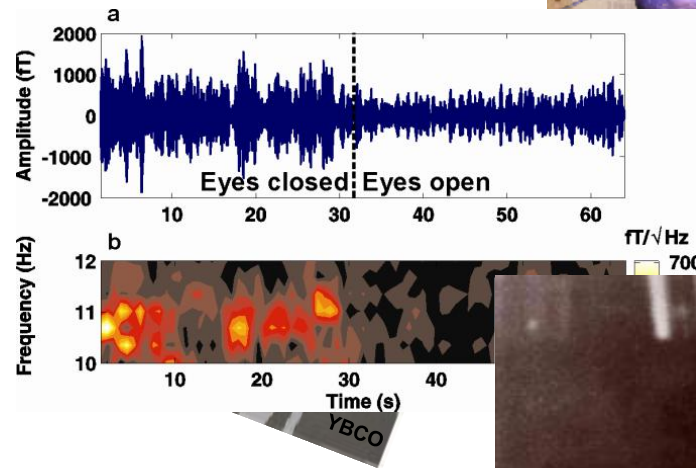 a
Amplitude (fT)
2000
1000
0
-1000
-2000
Eyes closed Eyes open
10 20 30 40 50 60
b
fT/√Hz
700
Frequency (Hz)
12
11
10
10 20 30 40
Time (s)
YBCO